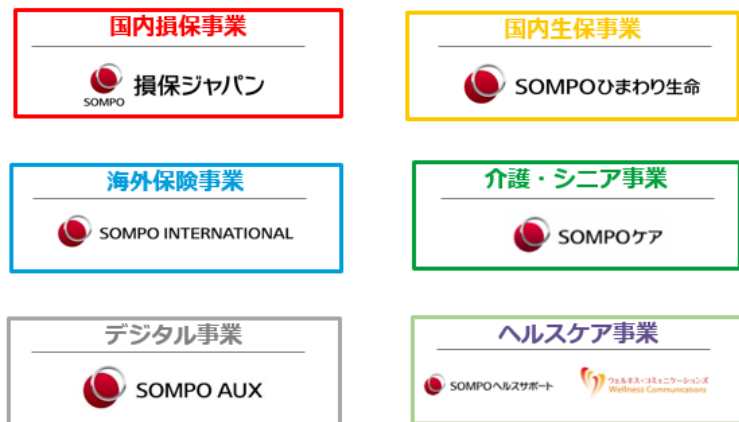 国内損保事業
SOMPO
損保ジャパン
国内生保事業
SOMPOひまわり生命
海外保険事業
SOMPO INTERNATIONAL
介護・シニア事業
SOMPOケア
デジタル事業
SOMPO AUX
ヘルスケア事業
SOMPOヘルスサポート
ウェルネス・コミュニケーションズ
Wellness Communications